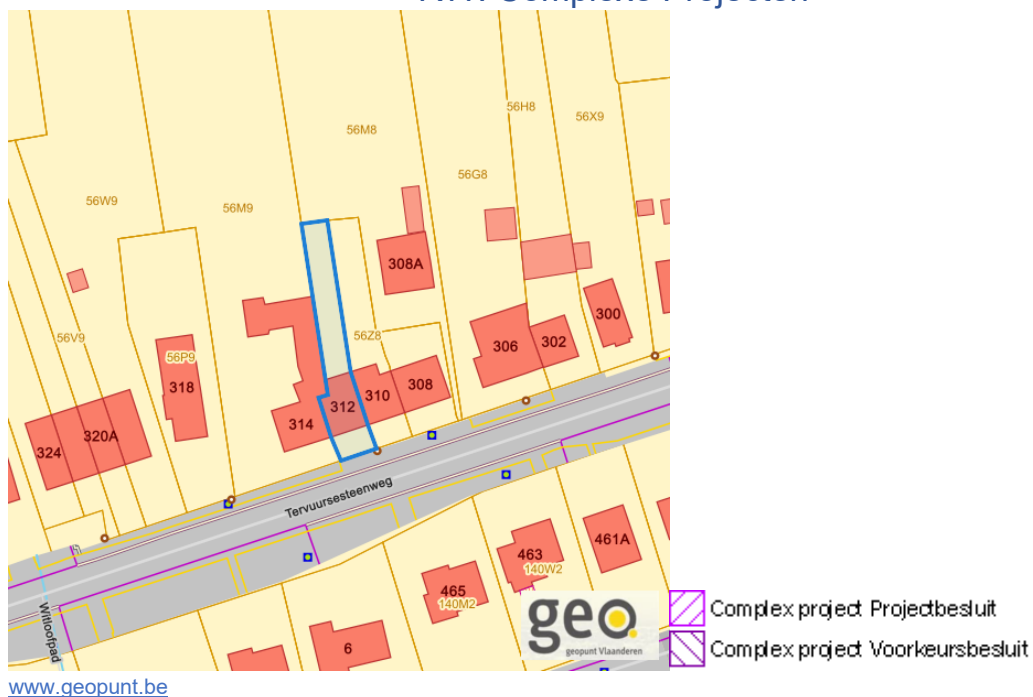 56H8
56X9
56M8
56G8
56W9
56M9
308A
300
56V9
56Z8
306
302
56P9
318
308
310
312
314
320A
324
Tervuursesteenweg
463
461A
140W2
465
140M2
6
Witloofpad
geo.
geopunt Vlaanderen
Complex project Projectbesluit
Complex project Voorkeursbesluit
www.geopunt.be